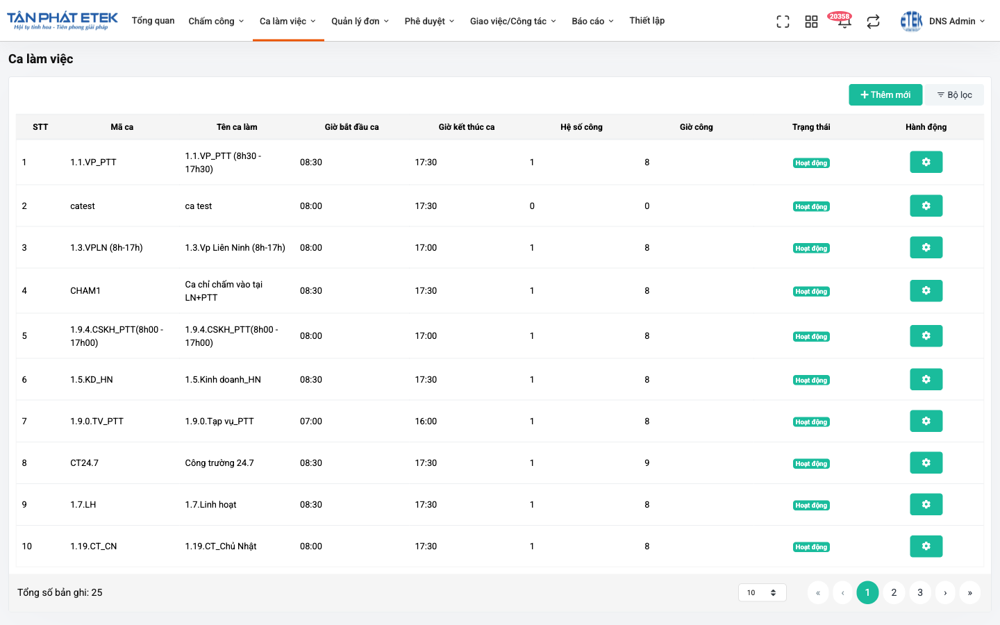 TÂN PHÁT ETEK
Hội tụ tinh hoa - Tiên phong giải pháp
Tổng quan
Chấm công
Ca làm việc
Quản lý đơn
Phê duyệt
Giao việc/Công tác
Báo cáo
Thiết lập
20358
ETEK
DNS Admin
Ca làm việc
Thêm mới
Bộ lọc
STT Mã ca Tên ca làm Giờ bắt đầu ca Giờ kết thúc ca Hệ số công Giờ công Trạng thái Hành động
1 1.1.VP_PTT 1.1.VP_PTT (8h30 - 08:30 17:30 1 8 Hoạt động
17h30)
2 catest ca test 08:00 17:30 0 0 Hoạt động
3 1.3.VPLN (8h-17h) 1.3.Vp Liên Ninh (8h-17h) 08:00 17:00 1 8 Hoạt động
4 CHAM1 Ca chỉ chấm vào tại 08:30 17:30 1 8 Hoạt động
LN+PTT
5 1.9.4.CSKH_PTT(8h00 - 1.9.4.CSKH_PTT(8h00 - 08:00 17:00 1 8 Hoạt động
17h00) 17h00)
6 1.5.KD_HN 1.5.Kinh doanh_HN 08:30 17:30 1 8 Hoạt động
7 1.9.0.TV_PTT 1.9.0.Tạp vụ_PTT 07:00 16:00 1 8 Hoạt động
8 CT24.7 Công trường 24.7 08:30 17:30 1 9 Hoạt động
9 1.7.LH 1.7.Linh hoạt 08:30 17:30 1 8 Hoạt động
10 1.19.CT_CN 1.19.CT_Chủ Nhật 08:00 17:30 1 8 Hoạt động
Tổng số bản ghi: 25
10
« ‹ 1 2 3 › »